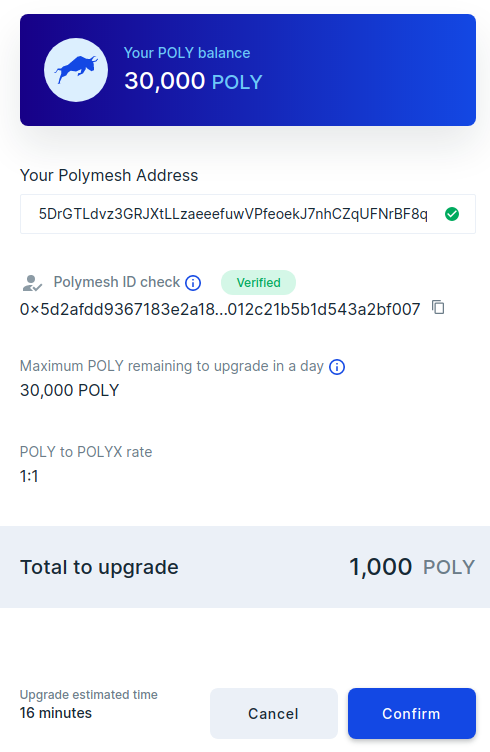 Your POLY balance
30,000 POLY
Your Polymesh Address
5DrGTLdvz3GRJXtLLzaeeefuwVPfeoekJ7nhCZqUFNrBF8q
Polymesh ID check Verified
0×5d2afdd9367183e2a18...012c21b5b1d543a2bf007
Maximum POLY remaining to upgrade in a day
30,000 POLY
POLY to POLYX rate
1:1
Total to upgrade 1,000 POLY
Upgrade estimated time
16 minutes
Cancel
Confirm